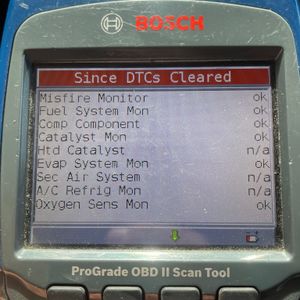 BOSCH
Since DTCs Cleared
Misfire Monitor ok
Fuel System Mon ok
Comp Component ok
Catalyst Mon ok
Htd Catalyst n/a
Evap System Mon ok
Sec Air System n/a
A/C Refrig Mon n/a
Oxygen Sens Mon ok
ProGrade OBD II Scan Tool